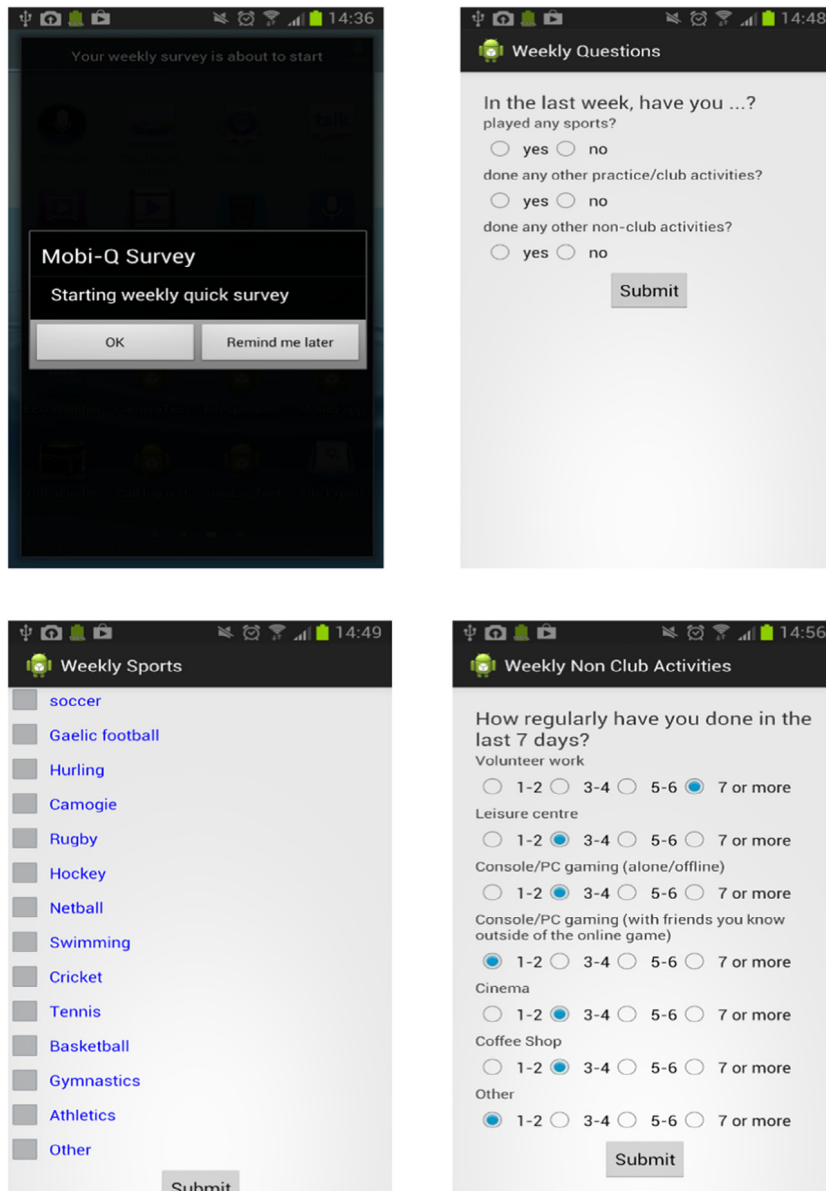 14:36
Your weekly survey is about to start
talk
Mobi-Q Survey
Starting weekly quick survey
OK
Remind me later
14:48
Weekly Questions
In the last week, have you ...?
played any sports?
yes no
done any other practice/club activities?
yes no
done any other non-club activities?
yes no
Submit
14:49
Weekly Sports
soccer
Gaelic football
Hurling
Camogie
Rugby
Hockey
Netball
Swimming
Cricket
Tennis
Basketball
Gymnastics
Athletics
Other
Submit
14:56
Weekly Non Club Activities
How regularly have you done in the
last 7 days?
Volunteer work
1-2 3-4 5-6 7 or more
Leisure centre
1-2 3-4 5-6 7 or more
Console/PC gaming (alone/offline)
1-2 3-4 5-6 7 or more
Console/PC gaming (with friends you know
outside of the online game)
1-2 3-4 5-6 7 or more
Cinema
1-2 3-4 5-6 7 or more
Coffee Shop
1-2 3-4 5-6 7 or more
Other
1-2 3-4 5-6 7 or more
Submit